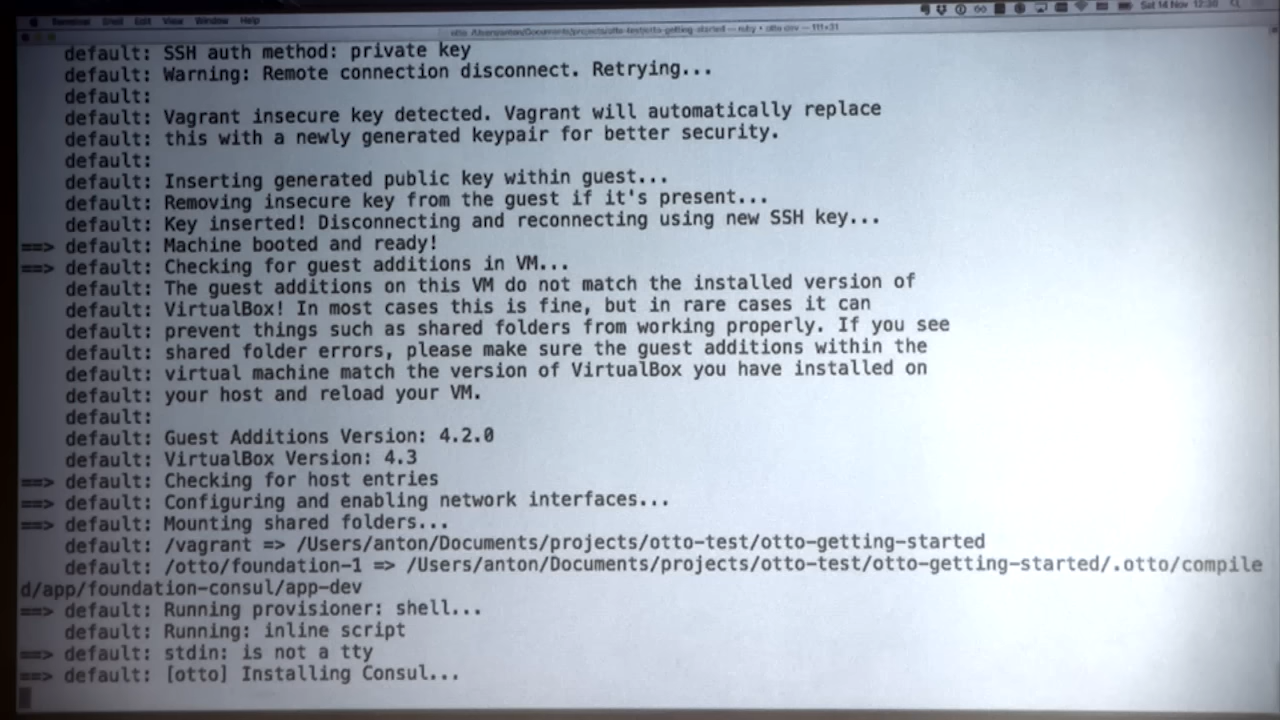 Terminal Shell Edit View Window Help
Sat 14 Nov 12:36
default: SSH auth method: private key
default: Warning: Remote connection disconnect. Retrying...
default:
default: Vagrant insecure key detected. Vagrant will automatically replace
default: this with a newly generated keypair for better security.
default:
default: Inserting generated public key within guest...
default: Removing insecure key from the guest if it's present...
default: Key inserted! Disconnecting and reconnecting using new SSH key...
==> default: Machine booted and ready!
==> default: Checking for guest additions in VM...
default: The guest additions on this VM do not match the installed version of
default: VirtualBox! In most cases this is fine, but in rare cases it can
default: prevent things such as shared folders from working properly. If you see
default: shared folder errors, please make sure the guest additions within the
default: virtual machine match the version of VirtualBox you have installed on
default: your host and reload your VM.
default:
default: Guest Additions Version: 4.2.0
default: VirtualBox Version: 4.3
==> default: Checking for host entries
==> default: Configuring and enabling network interfaces...
==> default: Mounting shared folders...
default: /vagrant => /Users/anton/Documents/projects/otto-test/otto-getting-started
default: /otto/foundation-1 => /Users/anton/Documents/projects/otto-test/otto-getting-started/.otto/compile
d/app/foundation-consul/app-dev
==> default: Running provisioner: shell...
default: Running: inline script
==> default: stdin: is not a tty
==> default: [otto] Installing Consul...